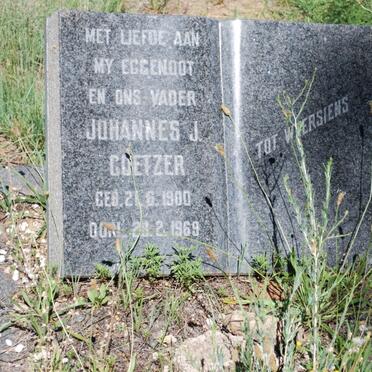 MET LIEFDE AAN
MY EGGENOOT
EN ONS VADER
JOHANNES J.
COETZER
GEB. 21.6.1900
OORL. 29.2.1969
TOT WEERSIENS